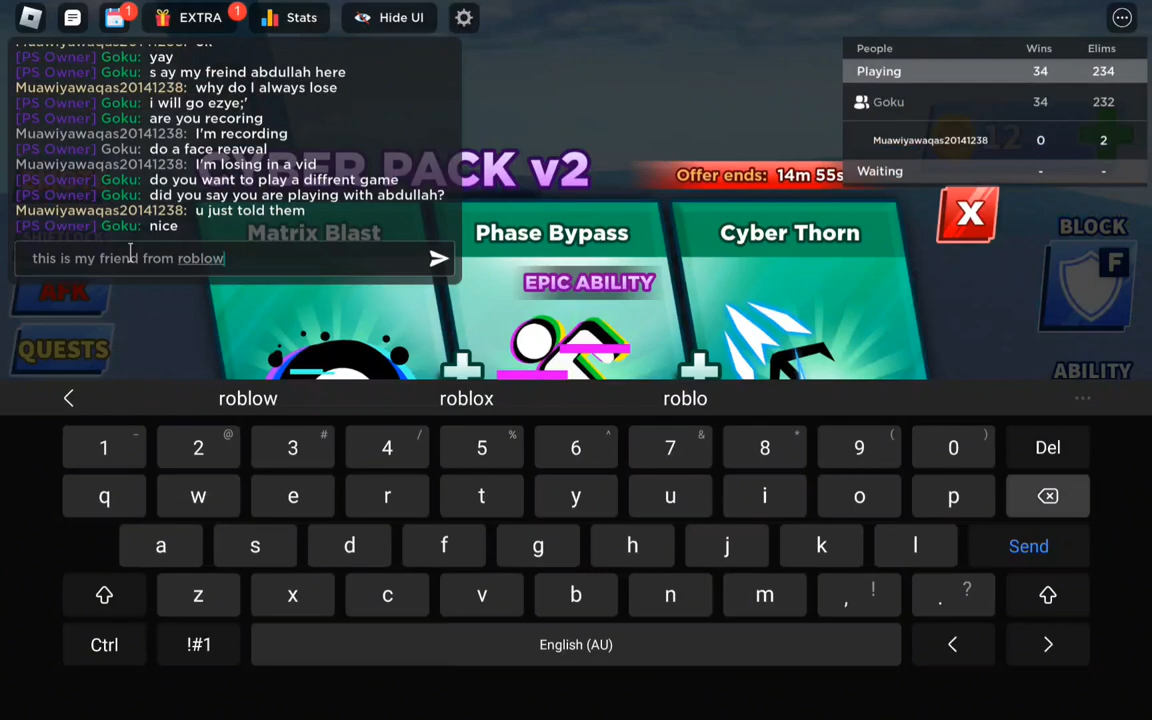 1
EXTRA
1
Stats
Hide UI
[PS Owner] Goku: yay
[PS Owner] Goku: s ay my freind abdullah here
Muawiyawaqas20141238: why do I always lose
[PS Owner] Goku: i will go ezye;'
[PS Owner] Goku: are you recoring
Muawiyawaqas20141238: I'm recording
[PS Owner] Goku: do a face reaveal
Muawiyawaqas20141238: I'm losing in a vid
[PS Owner] Goku: do you want to play a diffrent game
[PS Owner] Goku: did you say you are playing with abdullah?
Muawiyawaqas20141238: u just told them
[PS Owner] Goku: nice
this is my friend from roblow
People Wins Elims
Playing 34 234
Goku 34 232
Muawiyawaqas20141238 0 2
Waiting - -
CYBER PACK v2
Offer ends: 14m 55s
12
X
Matrix Blast
Phase Bypass
Cyber Thorn
EPIC ABILITY
AFK
QUESTS
BLOCK
F
ABILITY
roblow roblox roblo
1 - 2 @ 3 # 4 / 5 % 6 ^ 7 & 8 * 9 ( 0 ) Del
q w e r t y u i o p
a s d f g h j k l Send
z x c v b n m , ! . ?
Ctrl !#1 English (AU) < >